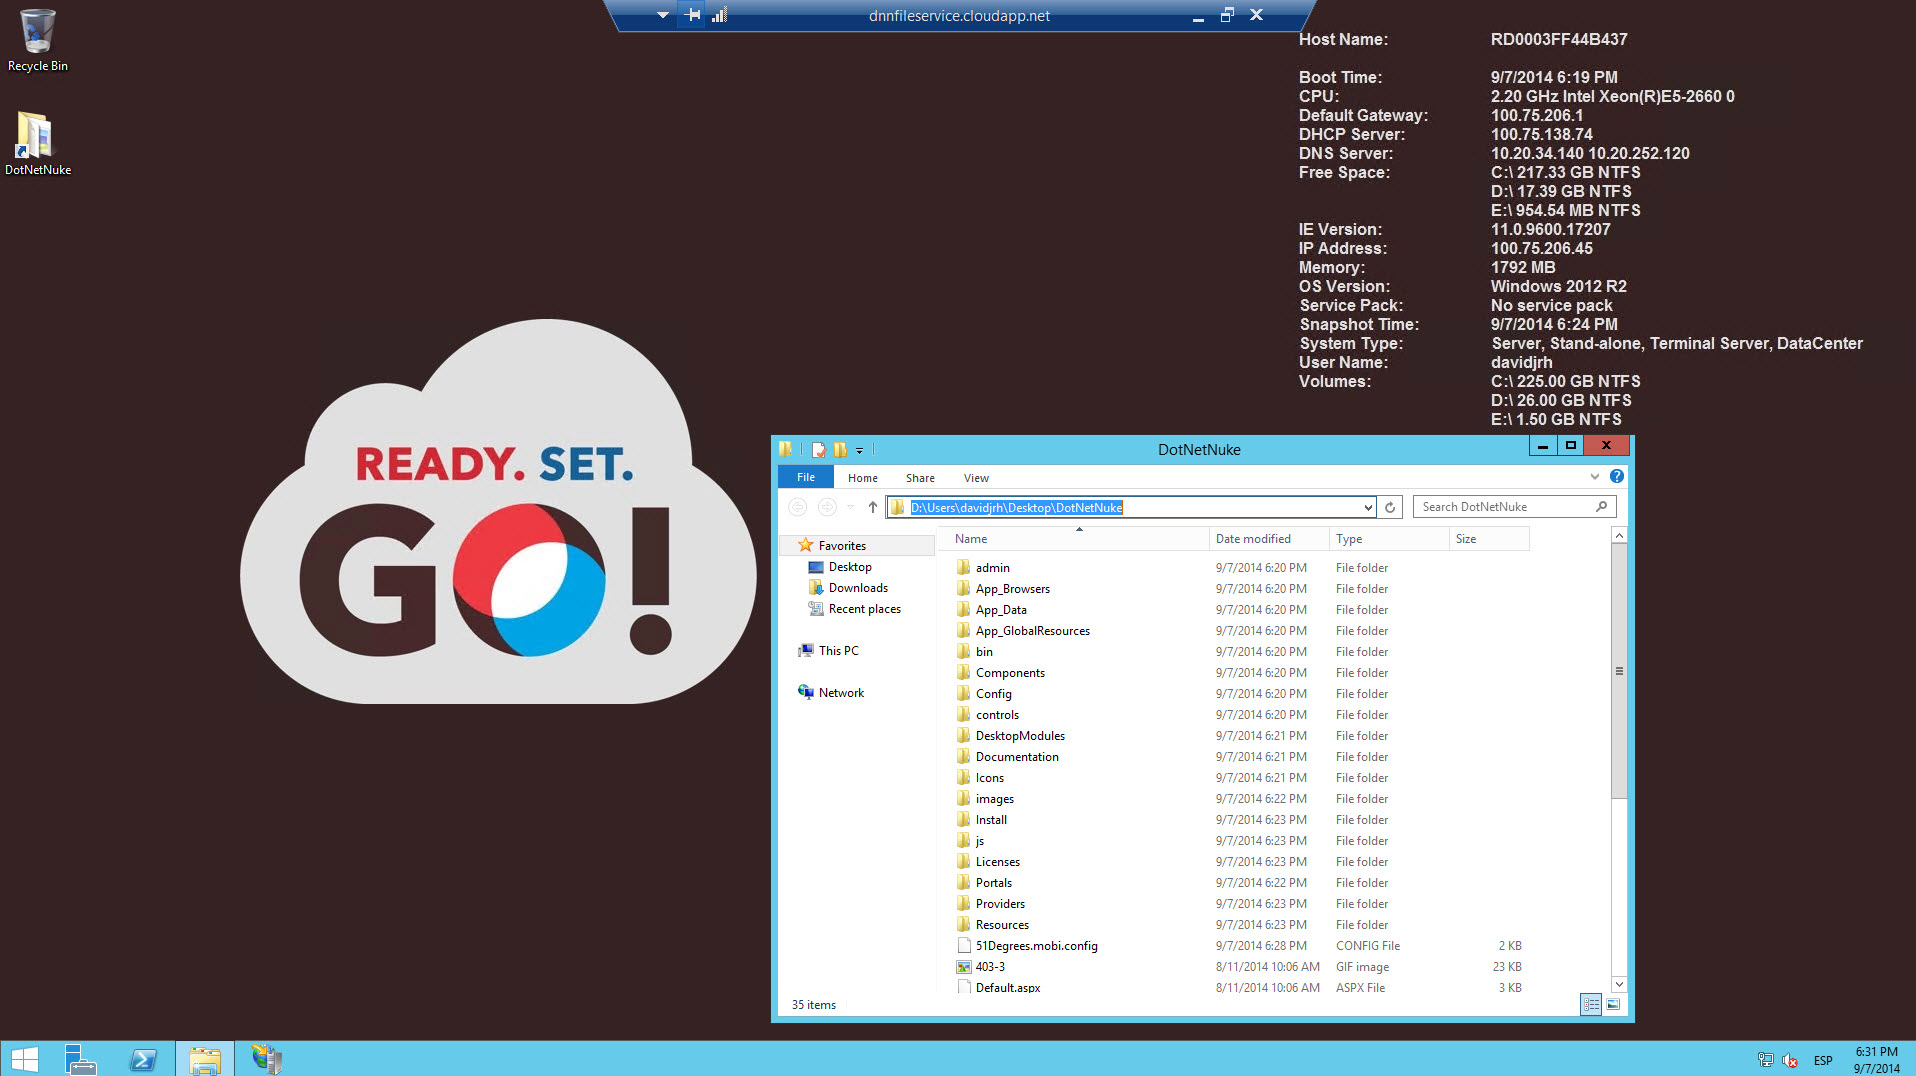 dnnfileservice.cloudapp.net
Recycle Bin
DotNetNuke
Host Name: RD0003FF44B437
Boot Time: 9/7/2014 6:19 PM
CPU: 2.20 GHz Intel Xeon(R)E5-2660 0
Default Gateway: 100.75.206.1
DHCP Server: 100.75.138.74
DNS Server: 10.20.34.140 10.20.252.120
Free Space: C:\ 217.33 GB NTFS
D:\ 17.39 GB NTFS
E:\ 954.54 MB NTFS
IE Version: 11.0.9600.17207
IP Address: 100.75.206.45
Memory: 1792 MB
OS Version: Windows 2012 R2
Service Pack: No service pack
Snapshot Time: 9/7/2014 6:24 PM
System Type: Server, Stand-alone, Terminal Server, DataCenter
User Name: davidjrh
Volumes: C:\ 225.00 GB NTFS
D:\ 26.00 GB NTFS
E:\ 1.50 GB NTFS
READY. SET.
GO!
DotNetNuke
File Home Share View
D:\Users\davidjrh\Desktop\DotNetNuke Search DotNetNuke
Favorites
Desktop
Downloads
Recent places
This PC
Network
Name Date modified Type Size
admin 9/7/2014 6:20 PM File folder
App_Browsers 9/7/2014 6:20 PM File folder
App_Data 9/7/2014 6:20 PM File folder
App_GlobalResources 9/7/2014 6:20 PM File folder
bin 9/7/2014 6:20 PM File folder
Components 9/7/2014 6:20 PM File folder
Config 9/7/2014 6:20 PM File folder
controls 9/7/2014 6:20 PM File folder
DesktopModules 9/7/2014 6:21 PM File folder
Documentation 9/7/2014 6:21 PM File folder
Icons 9/7/2014 6:21 PM File folder
images 9/7/2014 6:22 PM File folder
Install 9/7/2014 6:23 PM File folder
js 9/7/2014 6:23 PM File folder
Licenses 9/7/2014 6:23 PM File folder
Portals 9/7/2014 6:22 PM File folder
Providers 9/7/2014 6:23 PM File folder
Resources 9/7/2014 6:23 PM File folder
51Degrees.mobi.config 9/7/2014 6:28 PM CONFIG File 2 KB
403-3 8/11/2014 10:06 AM GIF image 23 KB
Default.aspx 8/11/2014 10:06 AM ASPX File 3 KB
35 items
ESP
6:31 PM
9/7/2014